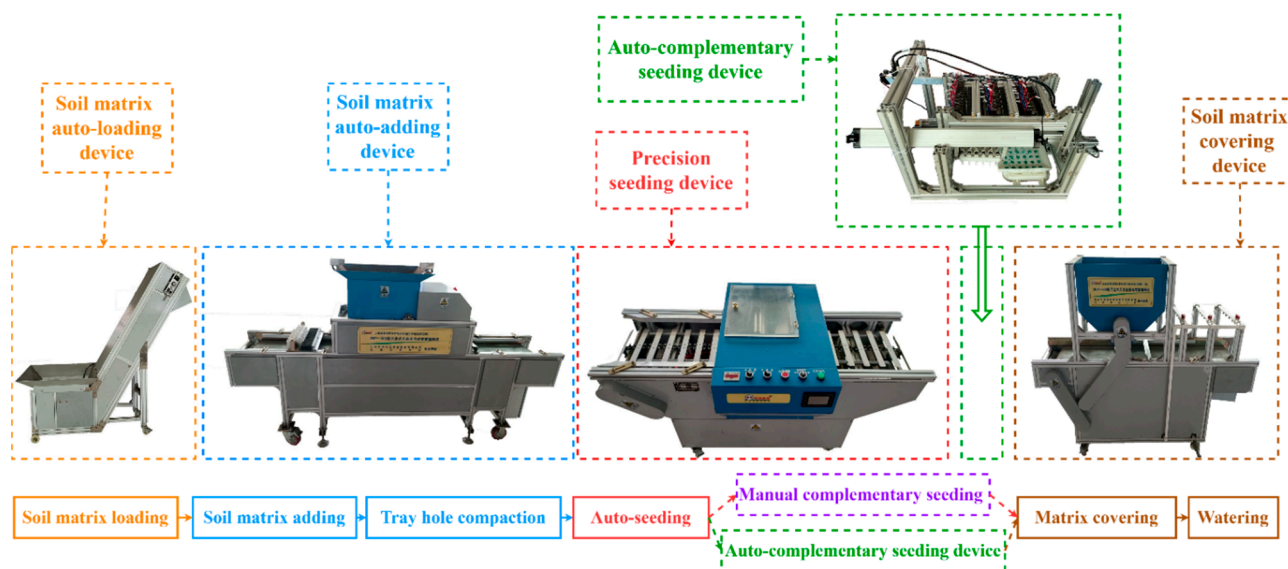 Auto-complementary
seeding device
Soil matrix
auto-loading
device
Soil matrix
auto-adding
device
Precision
seeding device
Soil matrix
covering
device
Soil matrix loading
Soil matrix adding
Tray hole compaction
Auto-seeding
Manual complementary seeding
Auto-complementary seeding device
Matrix covering
Watering